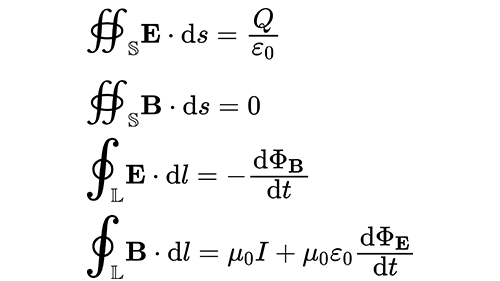 ∯_𝕊 𝐄 · ds = Q/ε₀
∯_𝕊 𝐁 · ds = 0
∮_𝕃 𝐄 · dl = − dΦ_𝐁/dt
∮_𝕃 𝐁 · dl = μ₀I + μ₀ε₀ dΦ_𝐄/dt